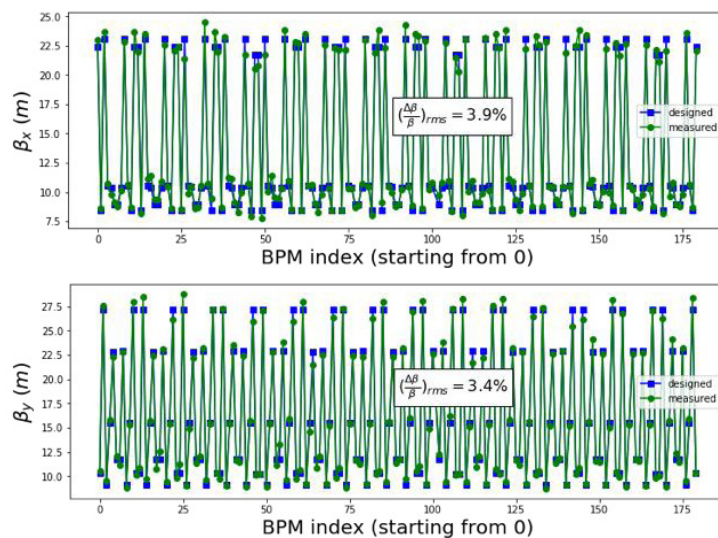 25.0
22.5
20.0
17.5
15.0
12.5
10.0
7.5
βx (m)
(Δβ/β)rms = 3.9%
designed
measured
0 25 50 75 100 125 150 175
BPM index (starting from 0)
27.5
25.0
22.5
20.0
17.5
15.0
12.5
10.0
βy (m)
(Δβ/β)rms = 3.4%
designed
measured
0 25 50 75 100 125 150 175
BPM index (starting from 0)